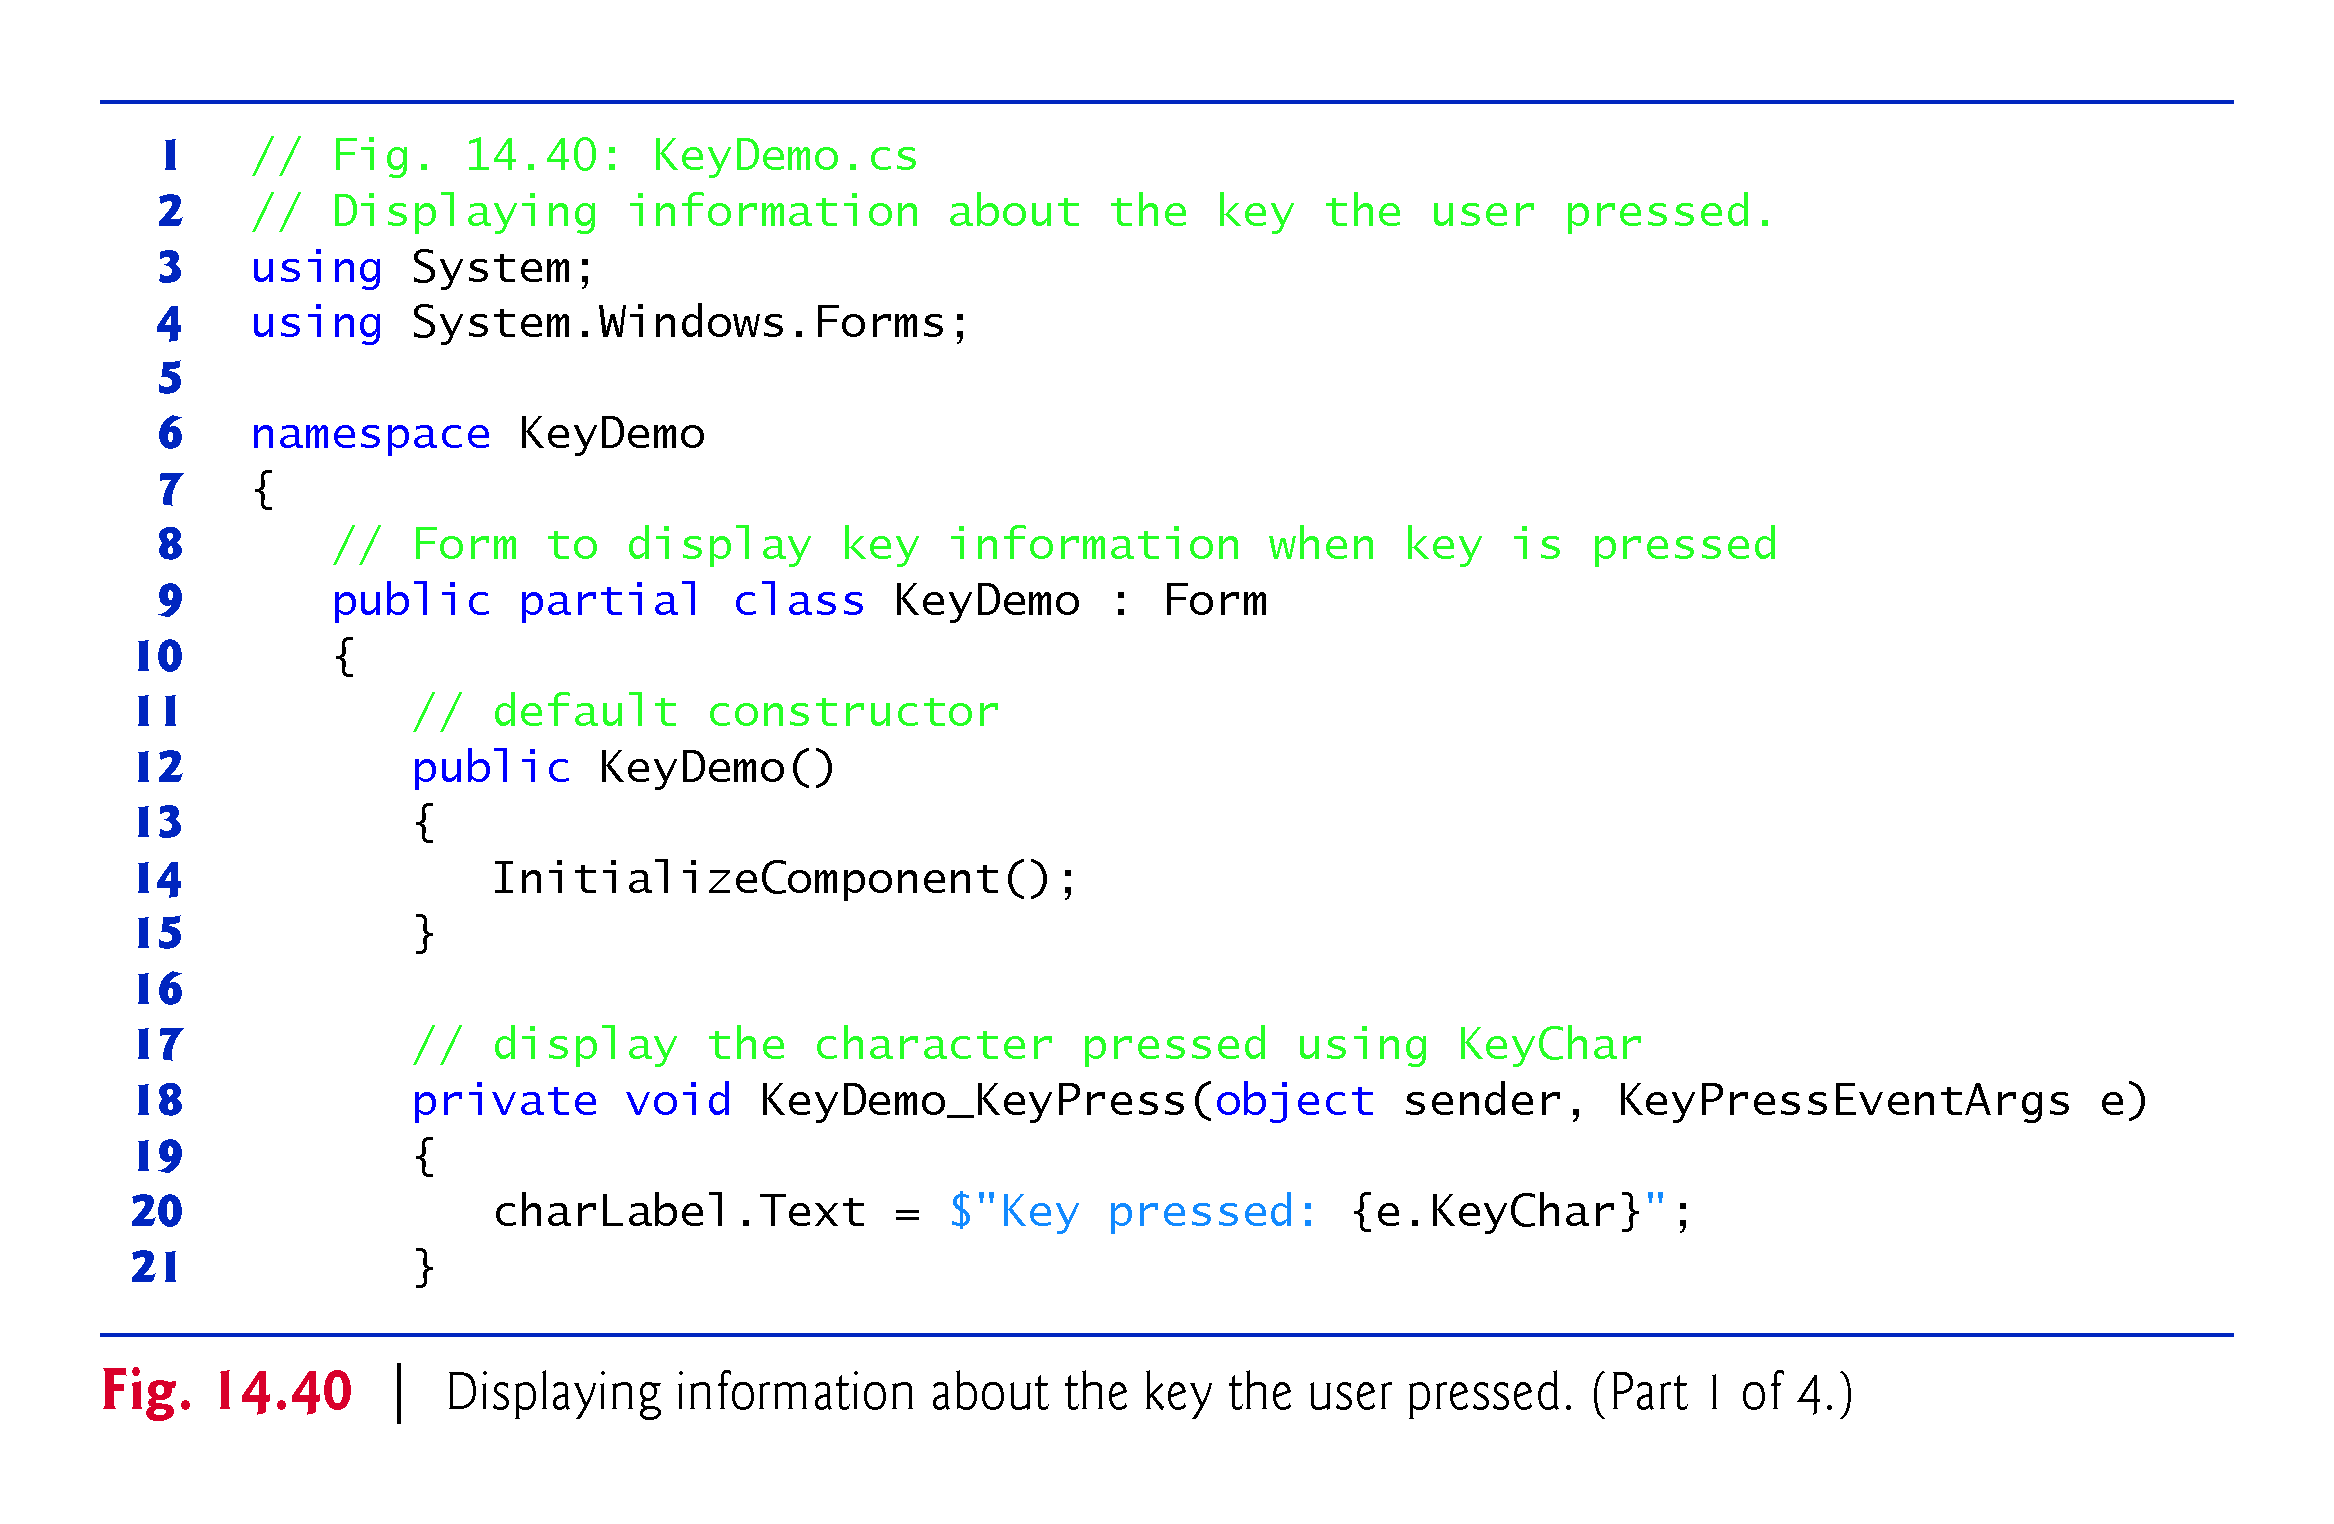 1 // Fig. 14.40: KeyDemo.cs
2 // Displaying information about the key the user pressed.
3 using System;
4 using System.Windows.Forms;
5
6 namespace KeyDemo
7 {
8 // Form to display key information when key is pressed
9 public partial class KeyDemo : Form
10 {
11 // default constructor
12 public KeyDemo()
13 {
14 InitializeComponent();
15 }
16
17 // display the character pressed using KeyChar
18 private void KeyDemo_KeyPress(object sender, KeyPressEventArgs e)
19 {
20 charLabel.Text = $"Key pressed: {e.KeyChar}";
21 }
Fig. 14.40 | Displaying information about the key the user pressed. (Part 1 of 4.)